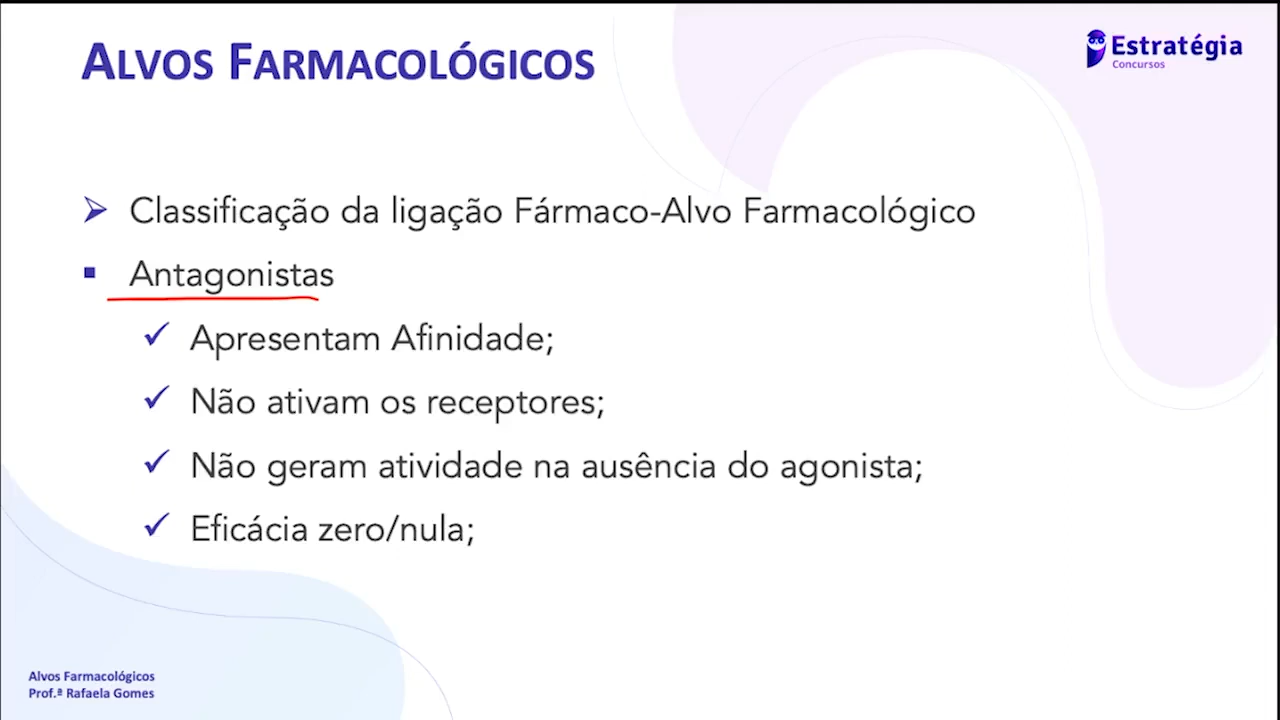 ALVOS FARMACOLÓGICOS
Estratégia
Concursos
Classificação da ligação Fármaco-Alvo Farmacológico
Antagonistas
Apresentam Afinidade;
Não ativam os receptores;
Não geram atividade na ausência do agonista;
Eficácia zero/nula;
Alvos Farmacológicos
Prof.ª Rafaela Gomes